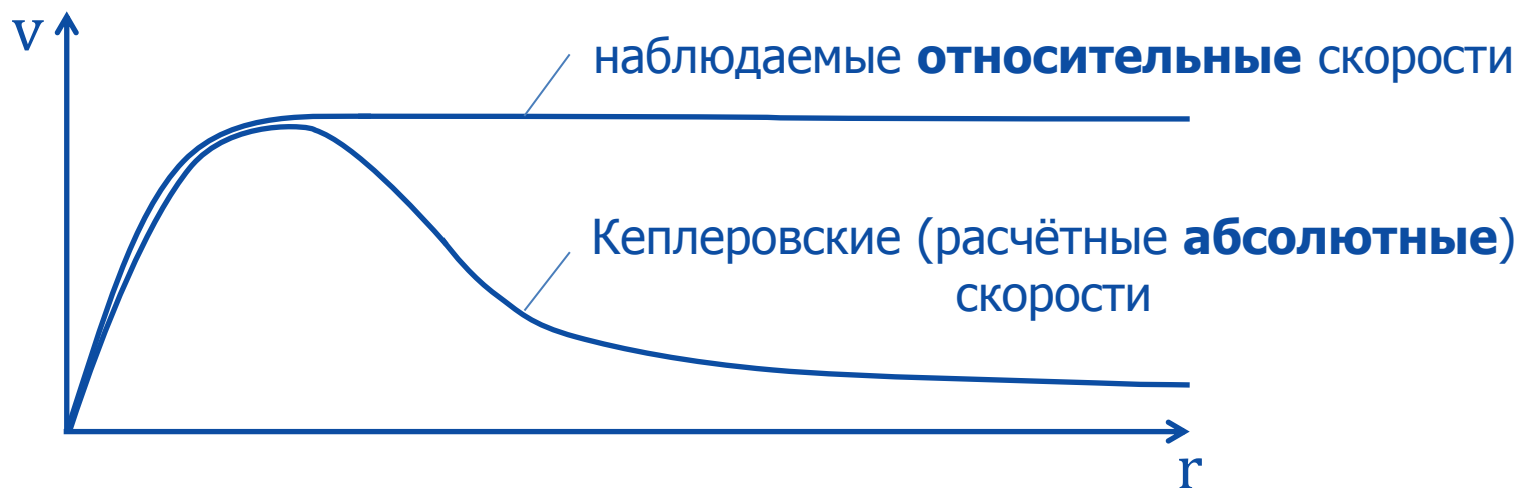 v
наблюдаемые относительные скорости
Кеплеровские (расчётные абсолютные)
скорости
r